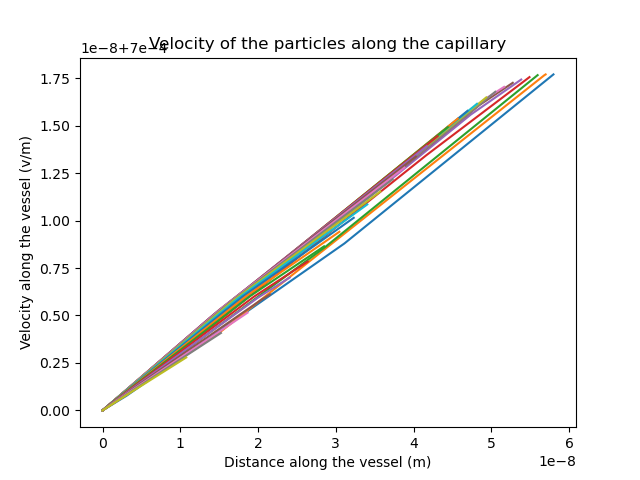 Velocity of the particles along the capillary
1e−8+7e−4
1.75
1.50
1.25
1.00
0.75
0.50
0.25
0.00
Velocity along the vessel (v/m)
0 1 2 3 4 5 6
1e−8
Distance along the vessel (m)